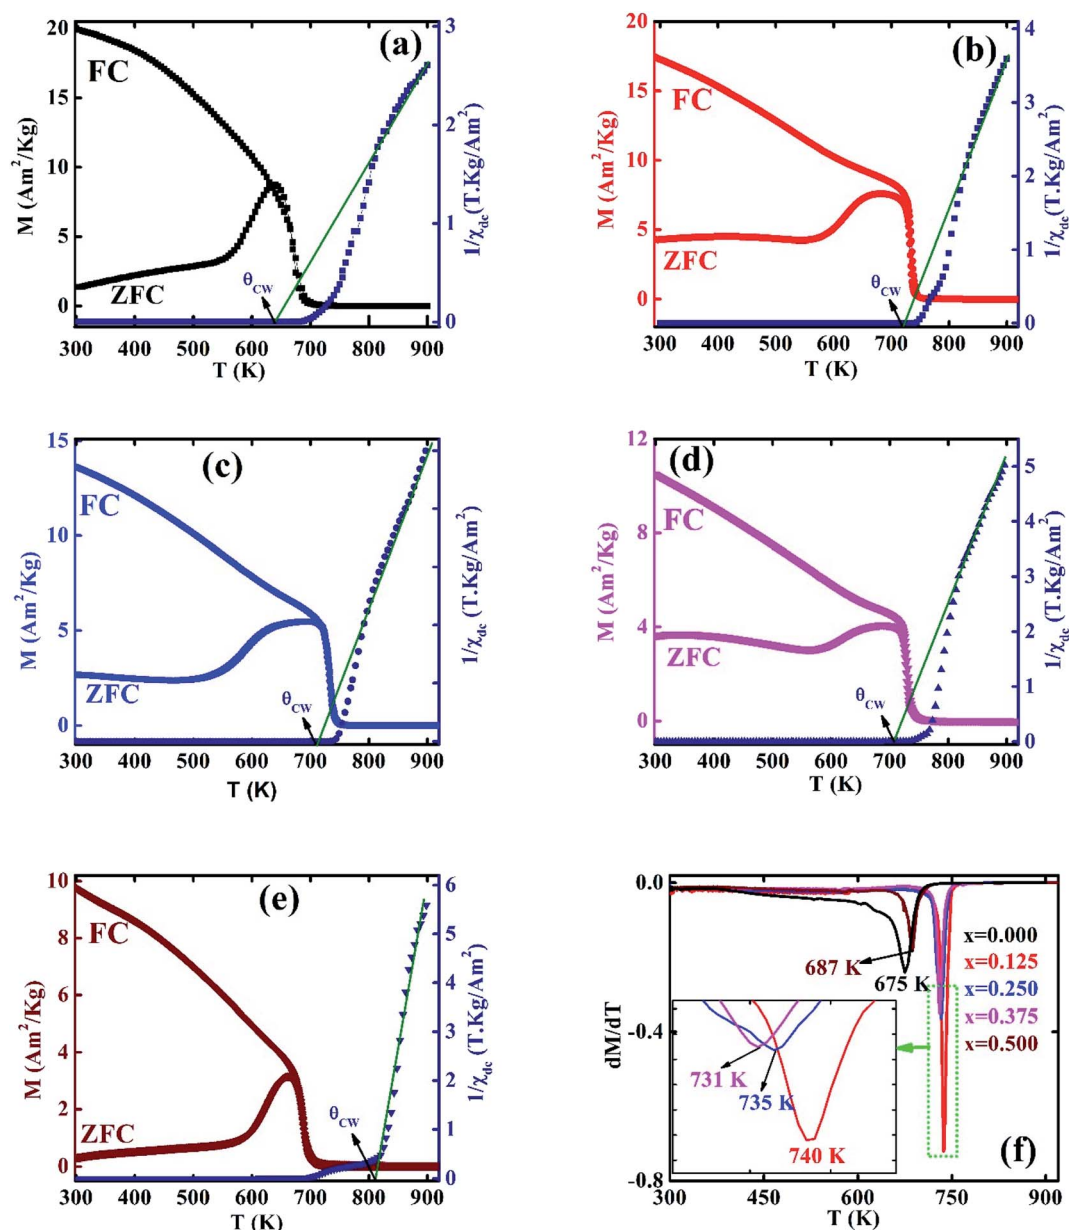 (a)
FC
ZFC
θCW
M (Am²/Kg)
20
15
10
5
0
1/χdc(T.Kg/Am²)
3
2
1
0
300 400 500 600 700 800 900
T (K)
(b)
FC
ZFC
θCW
M (Am²/Kg)
20
15
10
5
0
1/χdc(T.Kg/Am²)
4
3
2
1
0
300 400 500 600 700 800 900
T (K)
(c)
FC
ZFC
θCW
M (Am²/Kg)
15
10
5
0
1/χdc (T.Kg/Am²)
300 400 500 600 700 800 900
T (K)
(d)
FC
ZFC
θCW
M (Am²/Kg)
12
8
4
0
1/χdc (T.Kg/Am²)
5
4
3
2
1
0
300 400 500 600 700 800 900
T (K)
(e)
FC
ZFC
θCW
M (Am²/Kg)
10
8
6
4
2
0
1/χdc (T.Kg/Am²)
6
5
4
3
2
1
0
300 400 500 600 700 800 900
T (K)
(f)
dM/dT
0.0
-0.4
-0.8
687 K
675 K
x=0.000
x=0.125
x=0.250
x=0.375
x=0.500
731 K
735 K
740 K
300 450 600 750 900
T (K)